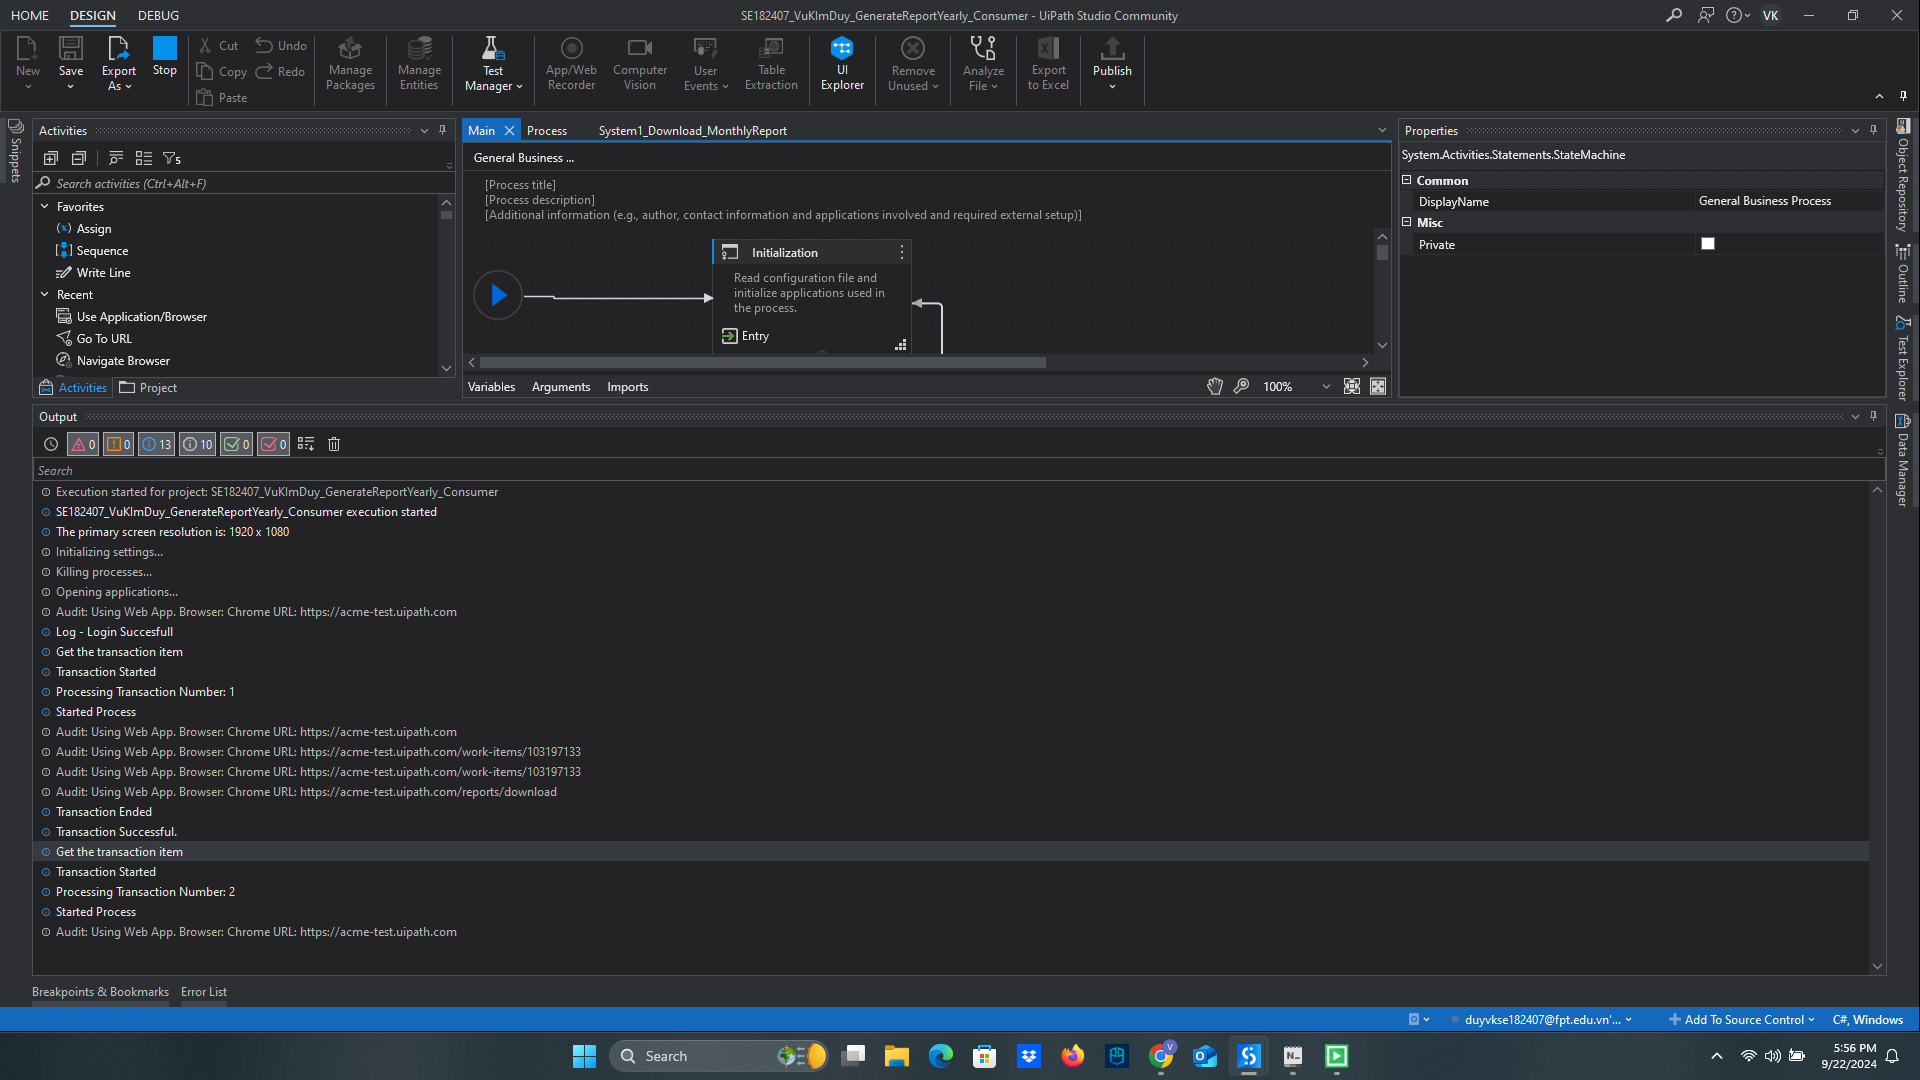 HOME DESIGN DEBUG
SE182407_VuKImDuy_GenerateReportYearly_Consumer - UiPath Studio Community
VK
New
Save
Export As
Stop
Cut
Copy
Paste
Undo
Redo
Manage Packages
Manage Entities
Test Manager
App/Web Recorder
Computer Vision
User Events
Table Extraction
UI Explorer
Remove Unused
Analyze File
Export to Excel
Publish
Snippets
Activities
5
Search activities (Ctrl+Alt+F)
Favorites
Assign
Sequence
Write Line
Recent
Use Application/Browser
Go To URL
Navigate Browser
Activities Project
Main Process System1_Download_MonthlyReport
General Business ...
[Process title]
[Process description]
[Additional information (e.g., author, contact information and applications involved and required external setup)]
Initialization
Read configuration file and
initialize applications used in
the process.
Entry
Variables Arguments Imports
100%
Properties
System.Activities.Statements.StateMachine
Common
DisplayName General Business Process
Misc
Private
Object Repository
Outline
Test Explorer
Data Manager
Output
0 0 13 10 0 0
Search
Execution started for project: SE182407_VuKImDuy_GenerateReportYearly_Consumer
SE182407_VuKImDuy_GenerateReportYearly_Consumer execution started
The primary screen resolution is: 1920 x 1080
Initializing settings...
Killing processes...
Opening applications...
Audit: Using Web App. Browser: Chrome URL: https://acme-test.uipath.com
Log - Login Succesfull
Get the transaction item
Transaction Started
Processing Transaction Number: 1
Started Process
Audit: Using Web App. Browser: Chrome URL: https://acme-test.uipath.com
Audit: Using Web App. Browser: Chrome URL: https://acme-test.uipath.com/work-items/103197133
Audit: Using Web App. Browser: Chrome URL: https://acme-test.uipath.com/work-items/103197133
Audit: Using Web App. Browser: Chrome URL: https://acme-test.uipath.com/reports/download
Transaction Ended
Transaction Successful.
Get the transaction item
Transaction Started
Processing Transaction Number: 2
Started Process
Audit: Using Web App. Browser: Chrome URL: https://acme-test.uipath.com
Breakpoints & Bookmarks Error List
duyvkse182407@fpt.edu.vn'...
Add To Source Control
C#, Windows
Search
5:56 PM
9/22/2024